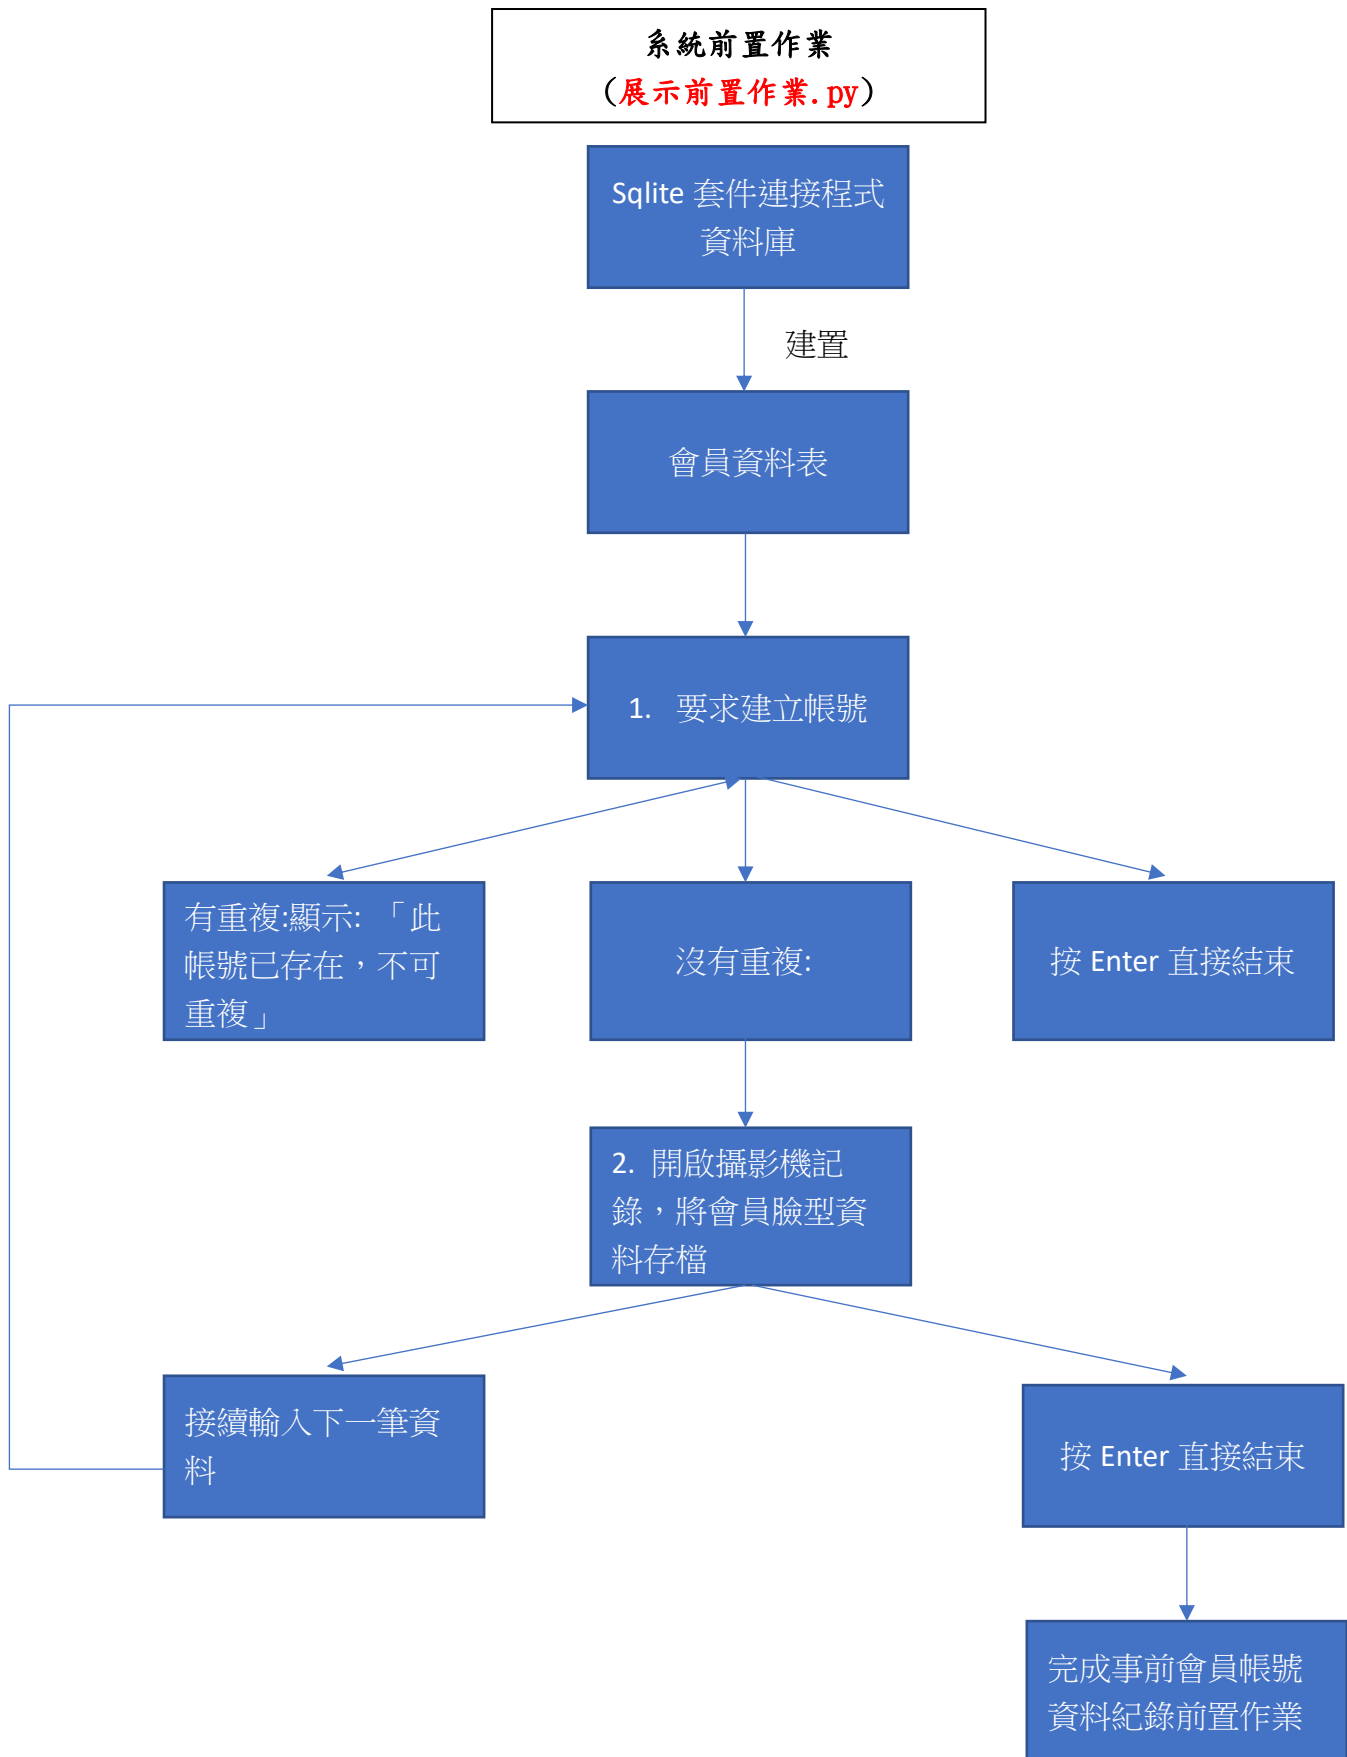 系統前置作業
(展示前置作業.py)
Sqlite 套件連接程式
資料庫
建置
會員資料表
1. 要求建立帳號
有重複:顯示: 「此
帳號已存在，不可
重複」
沒有重複:
按 Enter 直接結束
2. 開啟攝影機記
錄，將會員臉型資
料存檔
接續輸入下一筆資
料
按 Enter 直接結束
完成事前會員帳號
資料紀錄前置作業